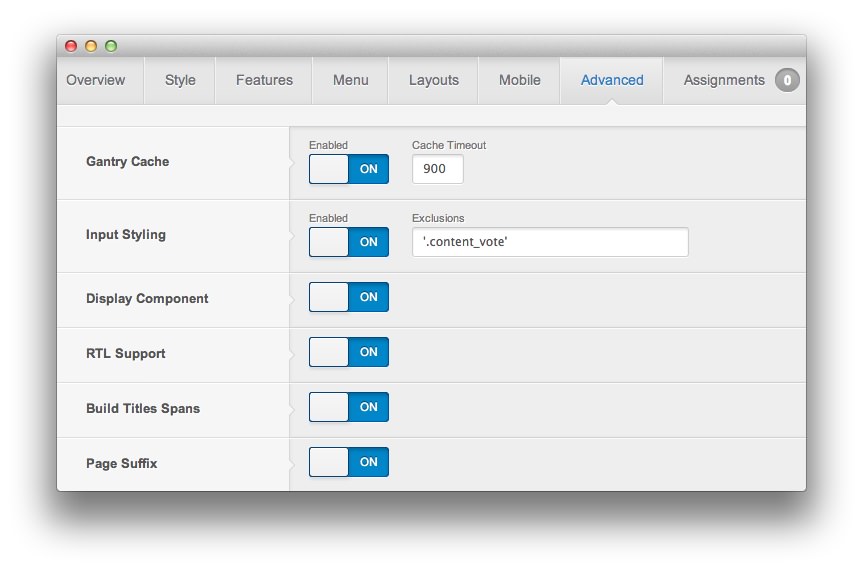 Overview Style Features Menu Layouts Mobile Advanced Assignments 0
Enabled Cache Timeout
Gantry Cache ON 900
Enabled Exclusions
Input Styling ON '.content_vote'
Display Component ON
RTL Support ON
Build Titles Spans ON
Page Suffix ON